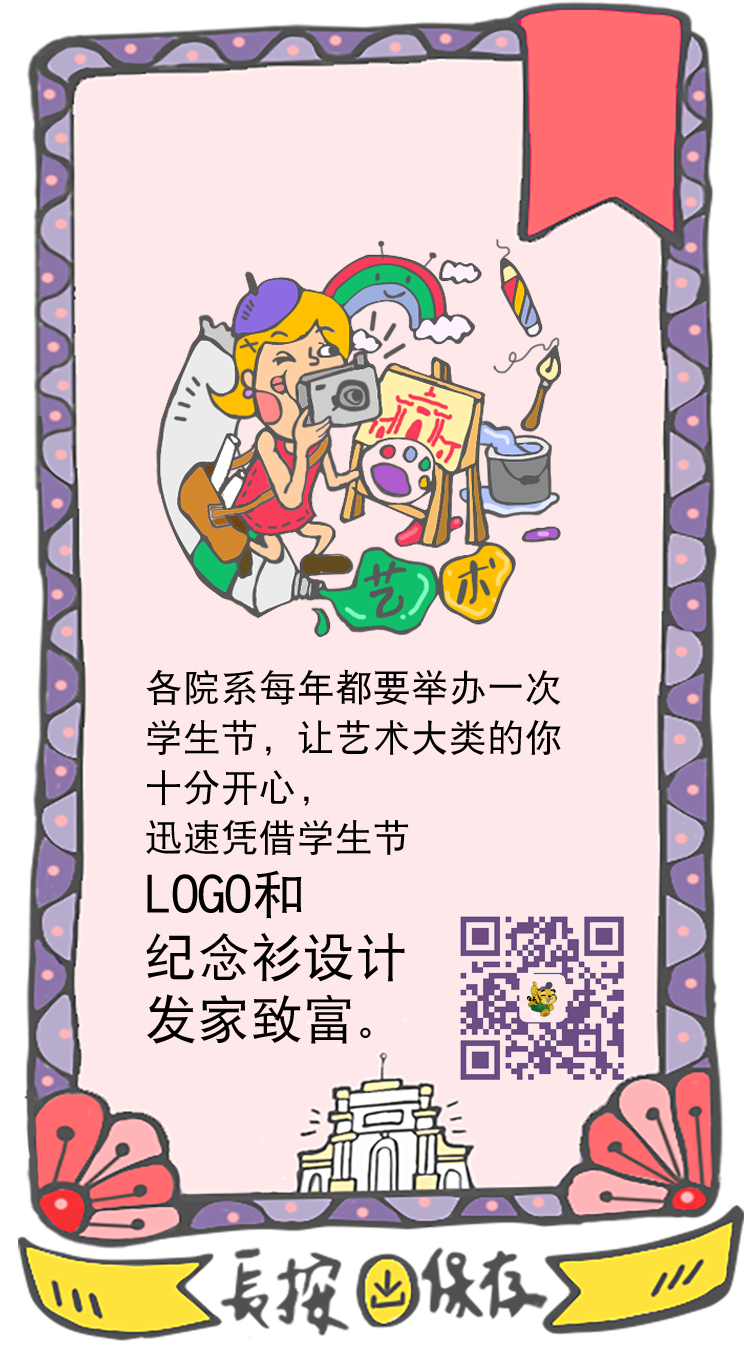 艺术
各院系每年都要举办一次
学生节，让艺术大类的你
十分开心，
迅速凭借学生节
LOGO和
纪念衫设计
发家致富。
長按保存